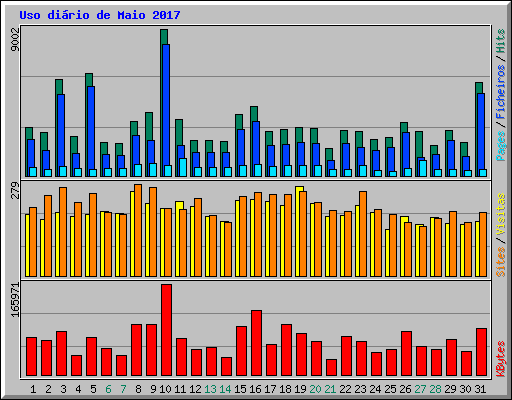 Uso diário de Maio 2017
9002
Pages / Ficheiros / Hits
279
Sites / Visitas
165971
KBytes
1 2 3 4 5 6 7 8 9 10 11 12 13 14 15 16 17 18 19 20 21 22 23 24 25 26 27 28 29 30 31